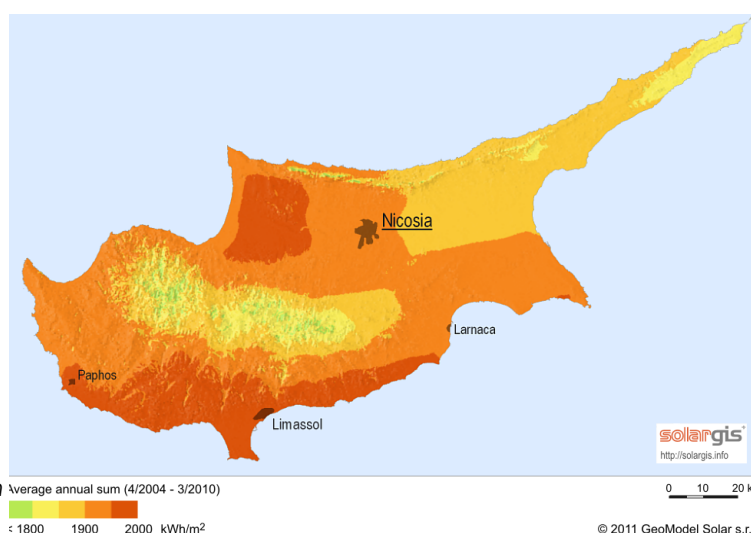 Nicosia
Larnaca
Paphos
Limassol
solargis
http://solargis.info
Average annual sum (4/2004 - 3/2010)
0 10 20 k
< 1800 1900 2000 kWh/m²
© 2011 GeoModel Solar s.r.